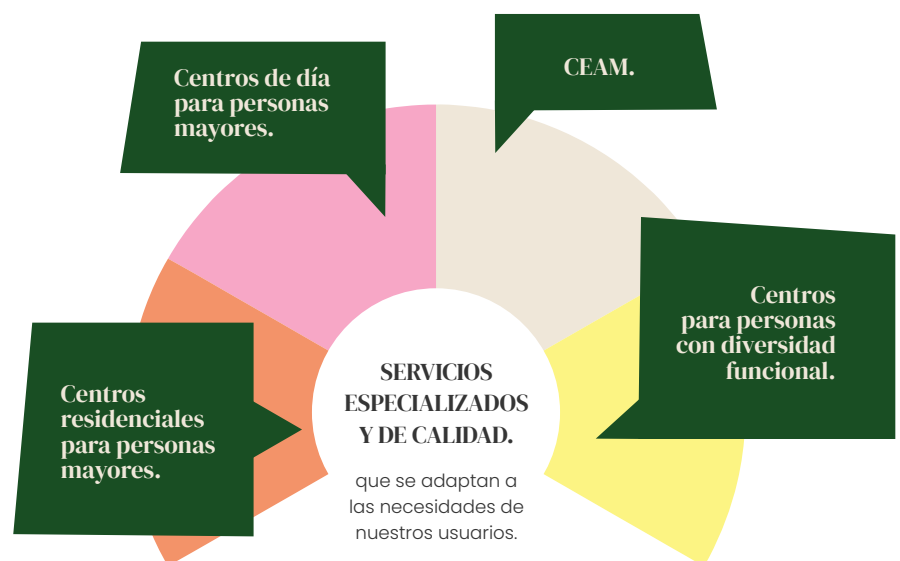 Centros de día
para personas
mayores.
CEAM.
Centros
para personas
con diversidad
funcional.
Centros
residenciales
para personas
mayores.
SERVICIOS
ESPECIALIZADOS
Y DE CALIDAD.
que se adaptan a
las necesidades de
nuestros usuarios.